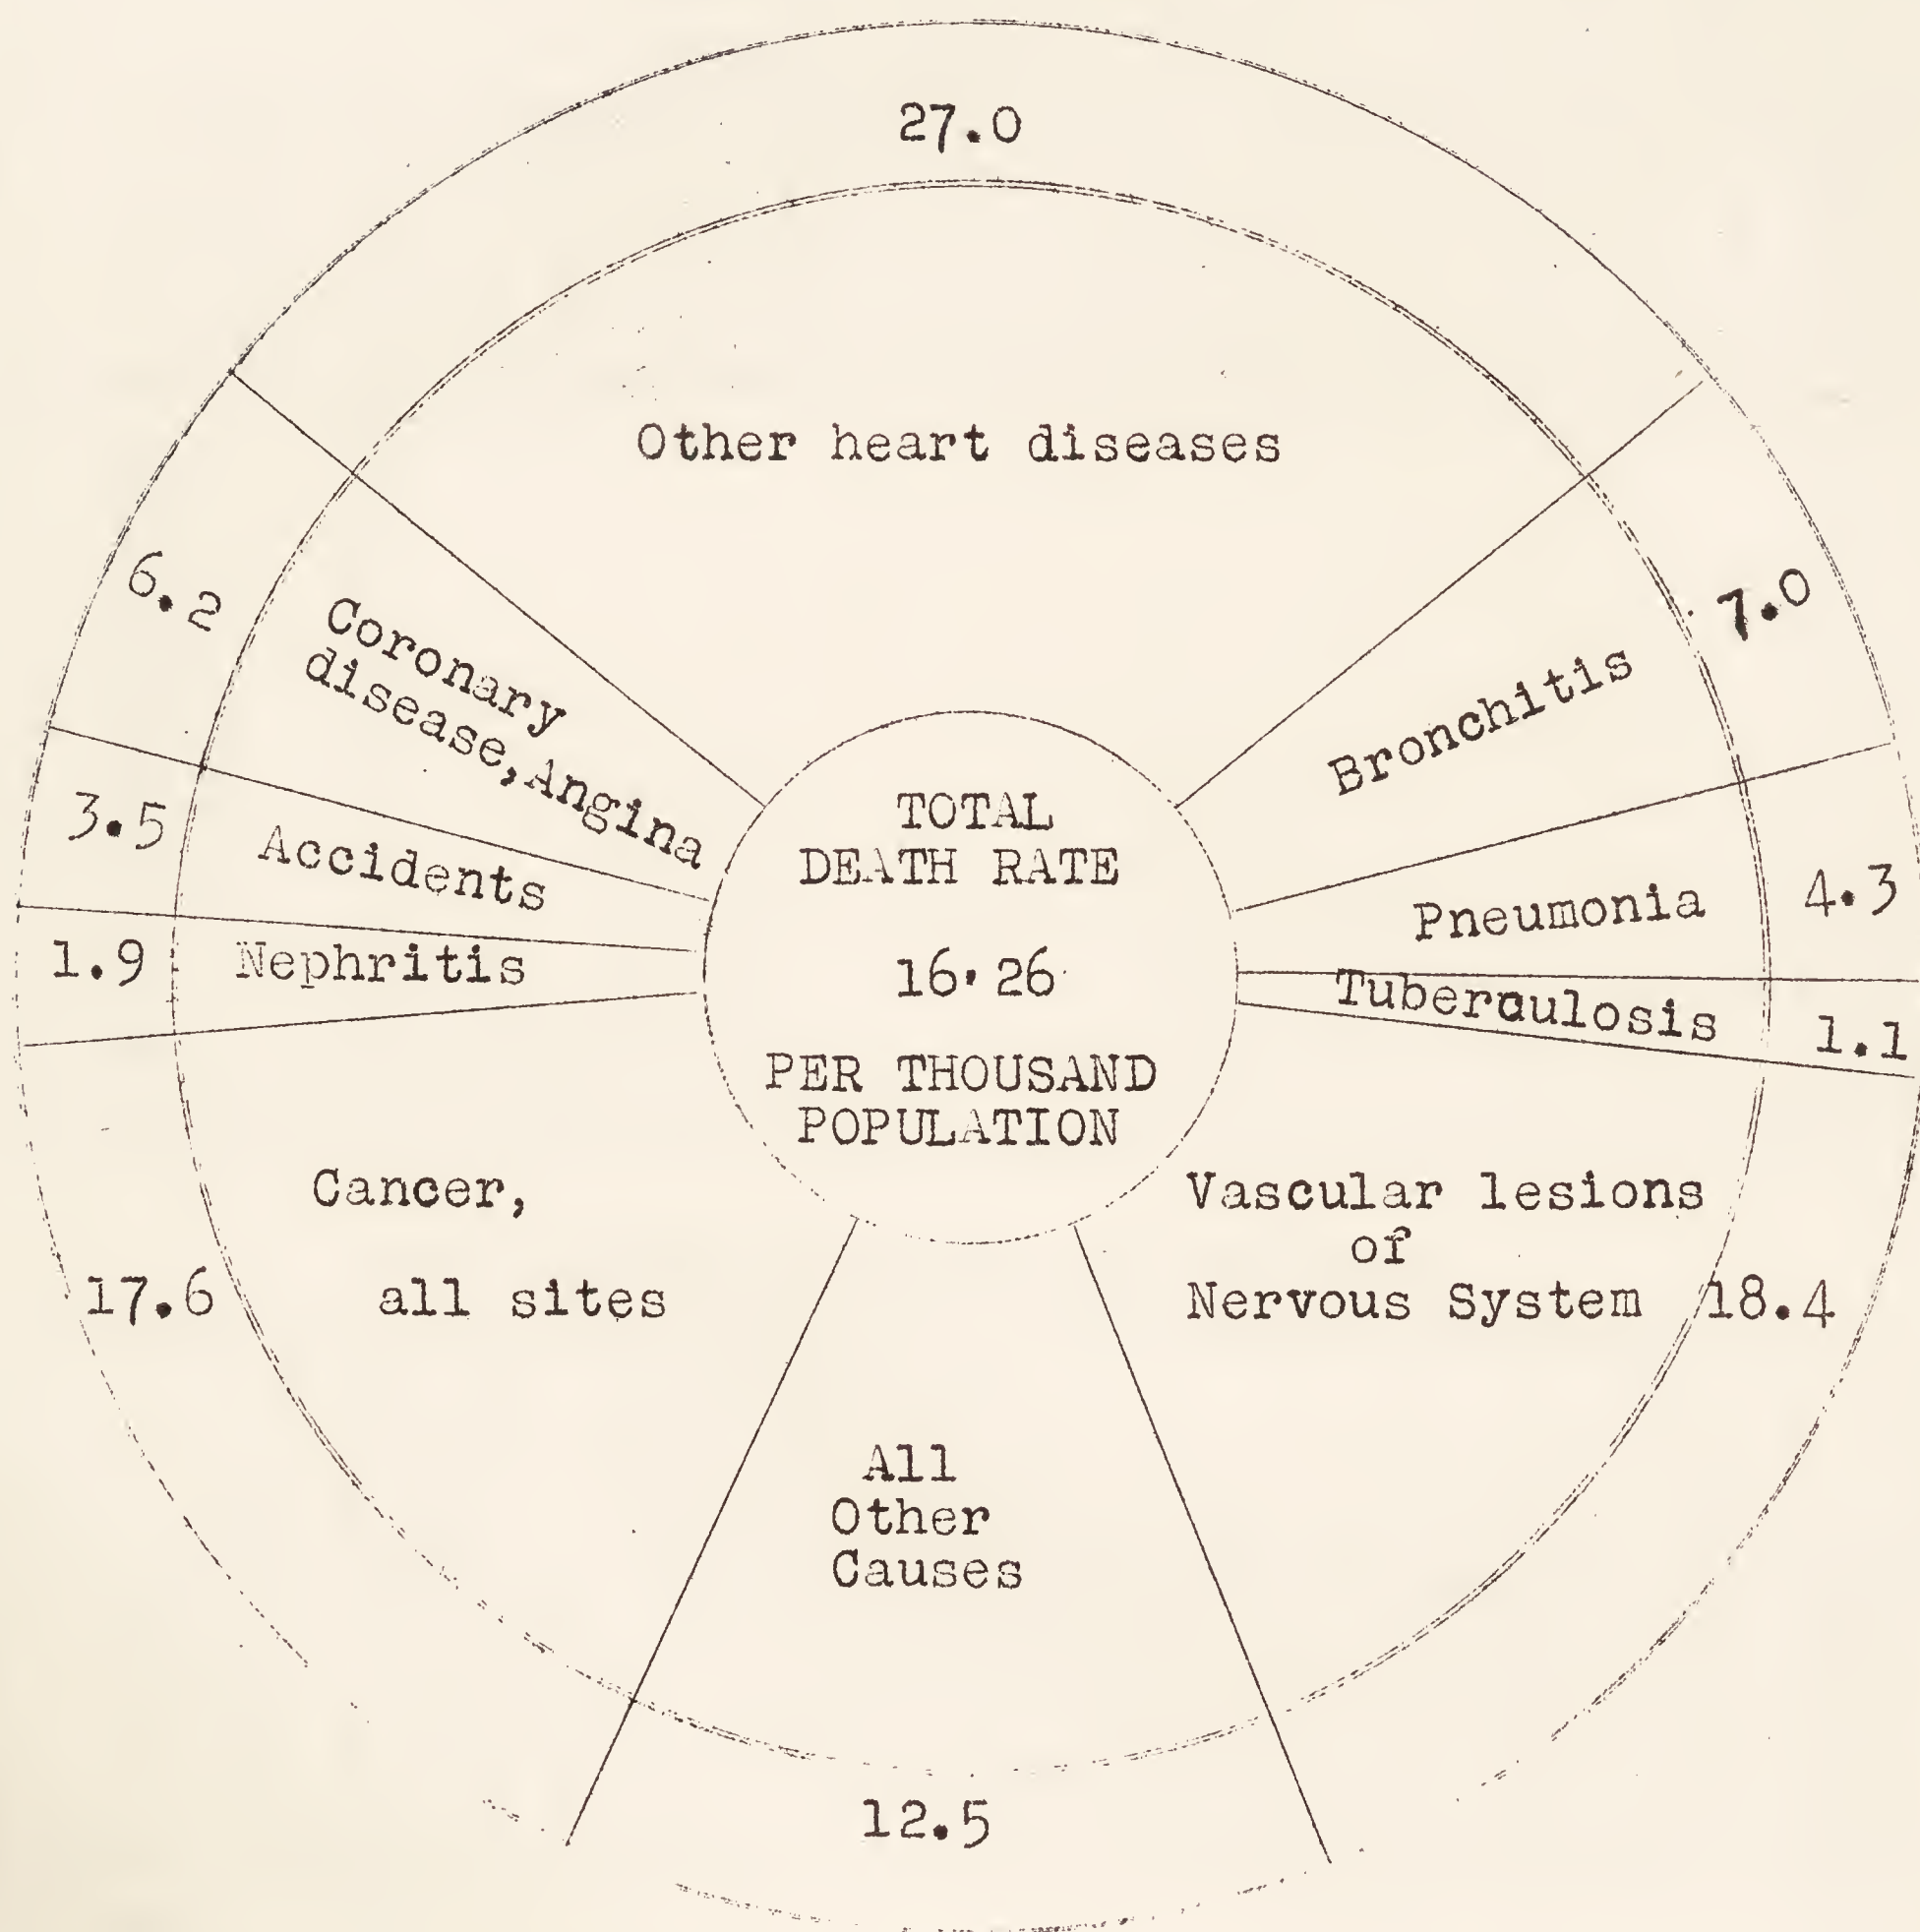 27.0
Other heart diseases
6.2
Coronary
disease,Angina
7.0
Bronchitis
3.5
Accidents
1.9
Nephritis
TOTAL
DEATH RATE
16·26
PER THOUSAND
POPULATION
Pneumonia
4.3
Tuberculosis
1.1
Cancer,
all sites
17.6
Vascular lesions
of
Nervous System
18.4
All
Other
Causes
12.5